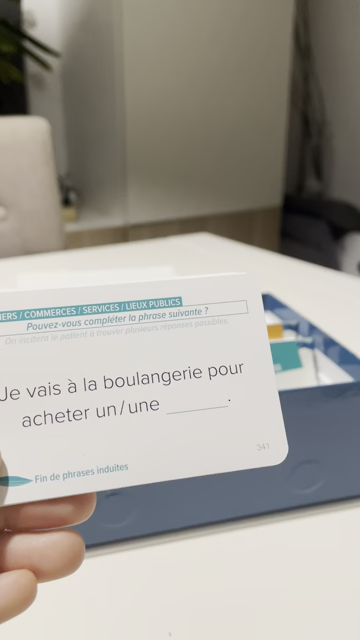 IERS / COMMERCES / SERVICES / LIEUX PUBLICS
Pouvez-vous compléter la phrase suivante ?
On incitera le patient à trouver plusieurs réponses possibles.
Je vais à la boulangerie pour
acheter un/une ________.
341
Fin de phrases induites